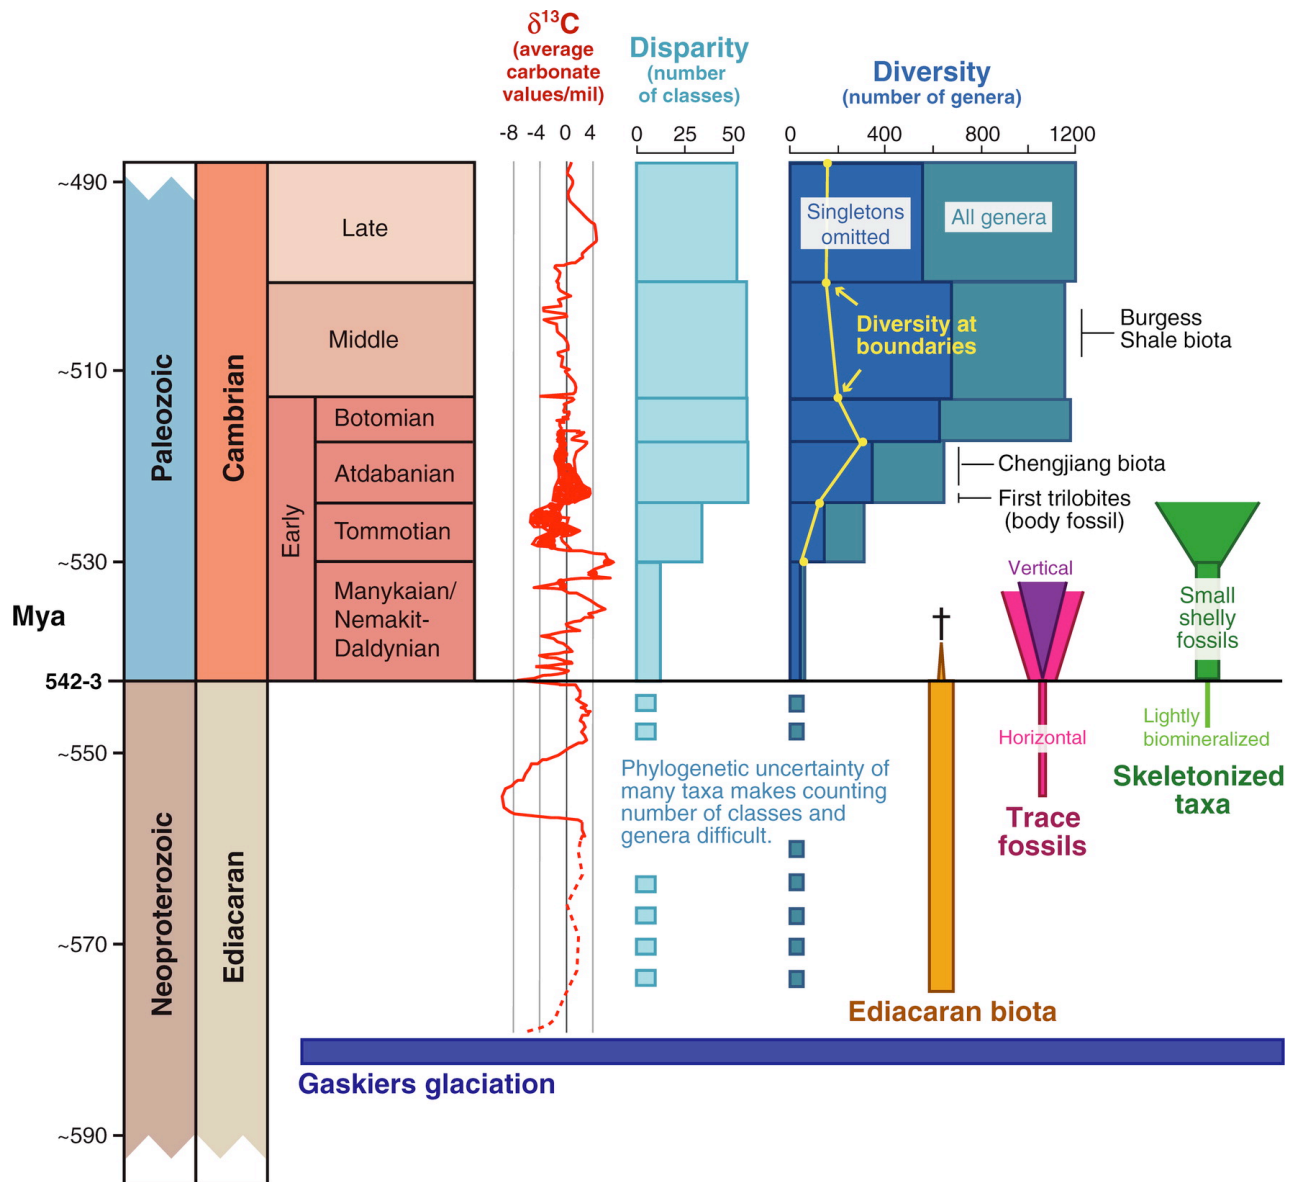 δ13C
(average
carbonate
values/mil)
Disparity
(number
of classes)
Diversity
(number of genera)
-8 -4 0 4
0 25 50
0 400 800 1200
~490
~510
~530
Mya
542-3
~550
~570
~590
Paleozoic
Neoproterozoic
Cambrian
Ediacaran
Late
Middle
Early
Botomian
Atdabanian
Tommotian
Manykaian/
Nemakit-
Daldynian
Singletons
omitted
All genera
Diversity at
boundaries
Burgess
Shale biota
Chengjiang biota
First trilobites
(body fossil)
Vertical
Horizontal
Trace
fossils
Small
shelly
fossils
Lightly
biomineralized
Skeletonized
taxa
Phylogenetic uncertainty of
many taxa makes counting
number of classes and
genera difficult.
Ediacaran biota
Gaskiers glaciation